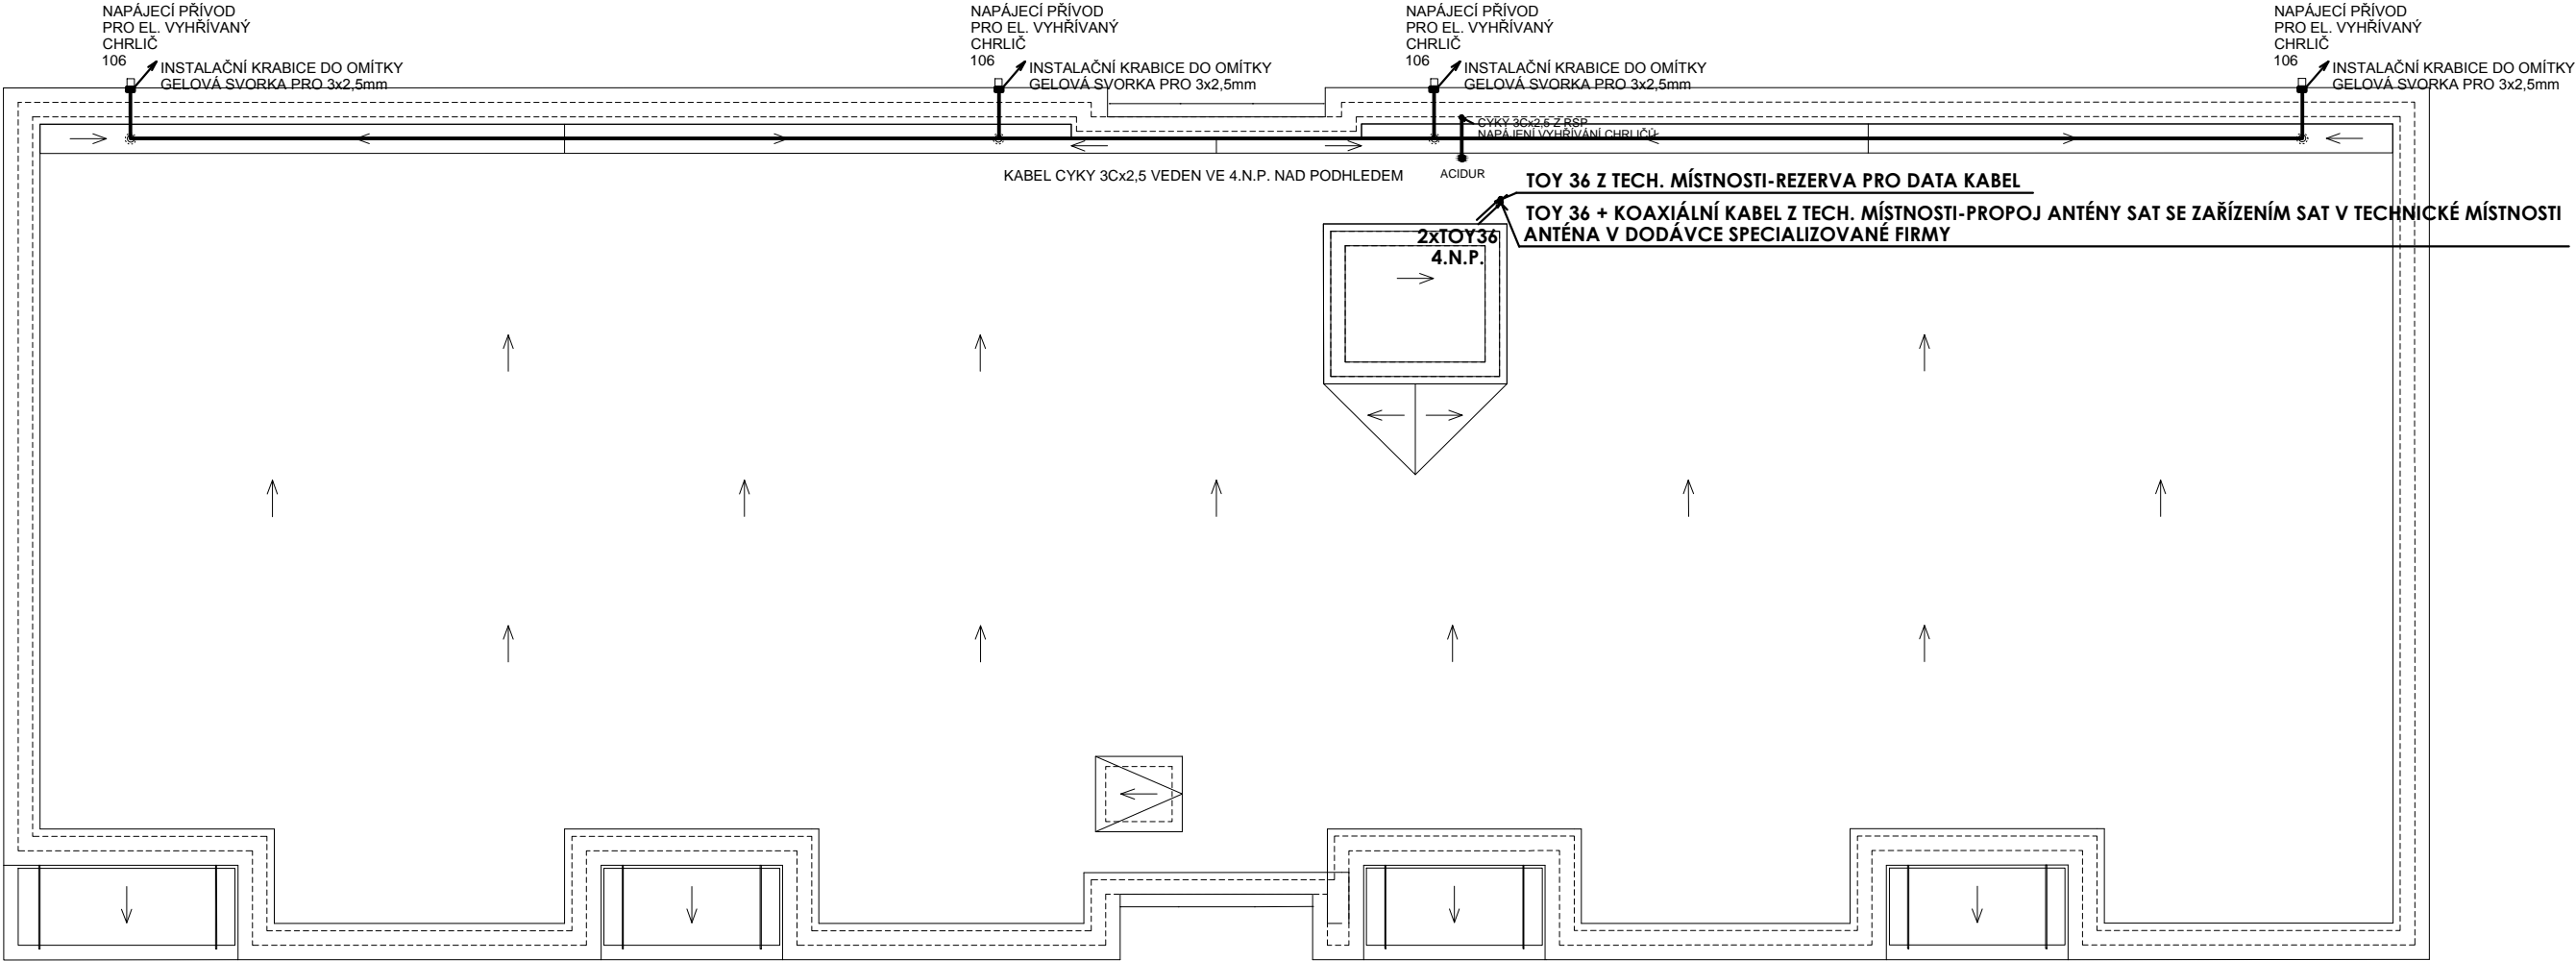 NAPÁJECÍ PŘÍVOD
PRO EL. VYHŘÍVANÝ
CHRLIČ
106
INSTALAČNÍ KRABICE DO OMÍTKY
GELOVÁ SVORKA PRO 3x2,5mm
NAPÁJECÍ PŘÍVOD
PRO EL. VYHŘÍVANÝ
CHRLIČ
106
INSTALAČNÍ KRABICE DO OMÍTKY
GELOVÁ SVORKA PRO 3x2,5mm
NAPÁJECÍ PŘÍVOD
PRO EL. VYHŘÍVANÝ
CHRLIČ
106
INSTALAČNÍ KRABICE DO OMÍTKY
GELOVÁ SVORKA PRO 3x2,5mm
NAPÁJECÍ PŘÍVOD
PRO EL. VYHŘÍVANÝ
CHRLIČ
106
INSTALAČNÍ KRABICE DO OMÍTKY
GELOVÁ SVORKA PRO 3x2,5mm
CYKY 3Cx2,5 Z RSP
NAPÁJENÍ VYHŘÍVÁNÍ CHRLIČŮ
KABEL CYKY 3Cx2,5 VEDEN VE 4.N.P. NAD PODHLEDEM
ACIDUR
TOY 36 Z TECH. MÍSTNOSTI-REZERVA PRO DATA KABEL
TOY 36 + KOAXIÁLNÍ KABEL Z TECH. MÍSTNOSTI-PROPOJ ANTÉNY SAT SE ZAŘÍZENÍM SAT V TECHNICKÉ MÍSTNOSTI
ANTÉNA V DODÁVCE SPECIALIZOVANÉ FIRMY
2xTOY36
4.N.P.